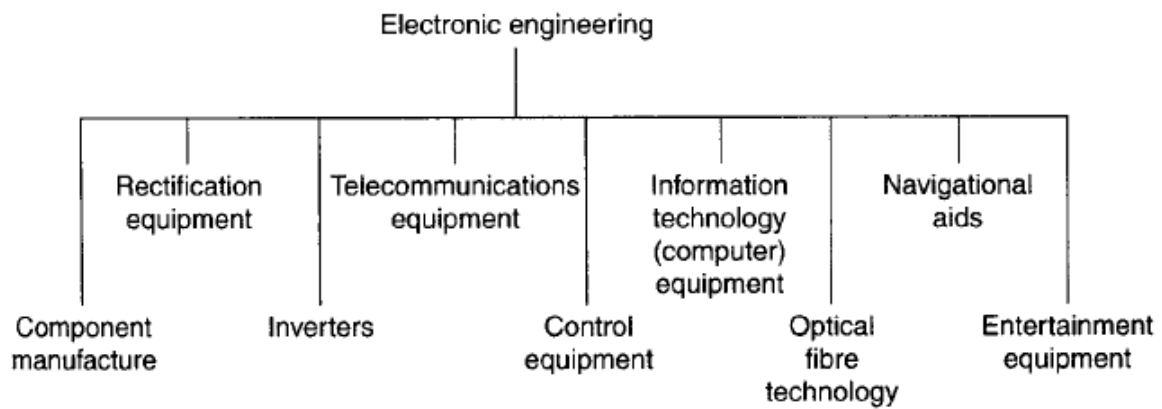 Electronic engineering
Rectification
equipment
Telecommunications
equipment
Information
technology
(computer)
equipment
Navigational
aids
Component
manufacture
Inverters
Control
equipment
Optical
fibre
technology
Entertainment
equipment